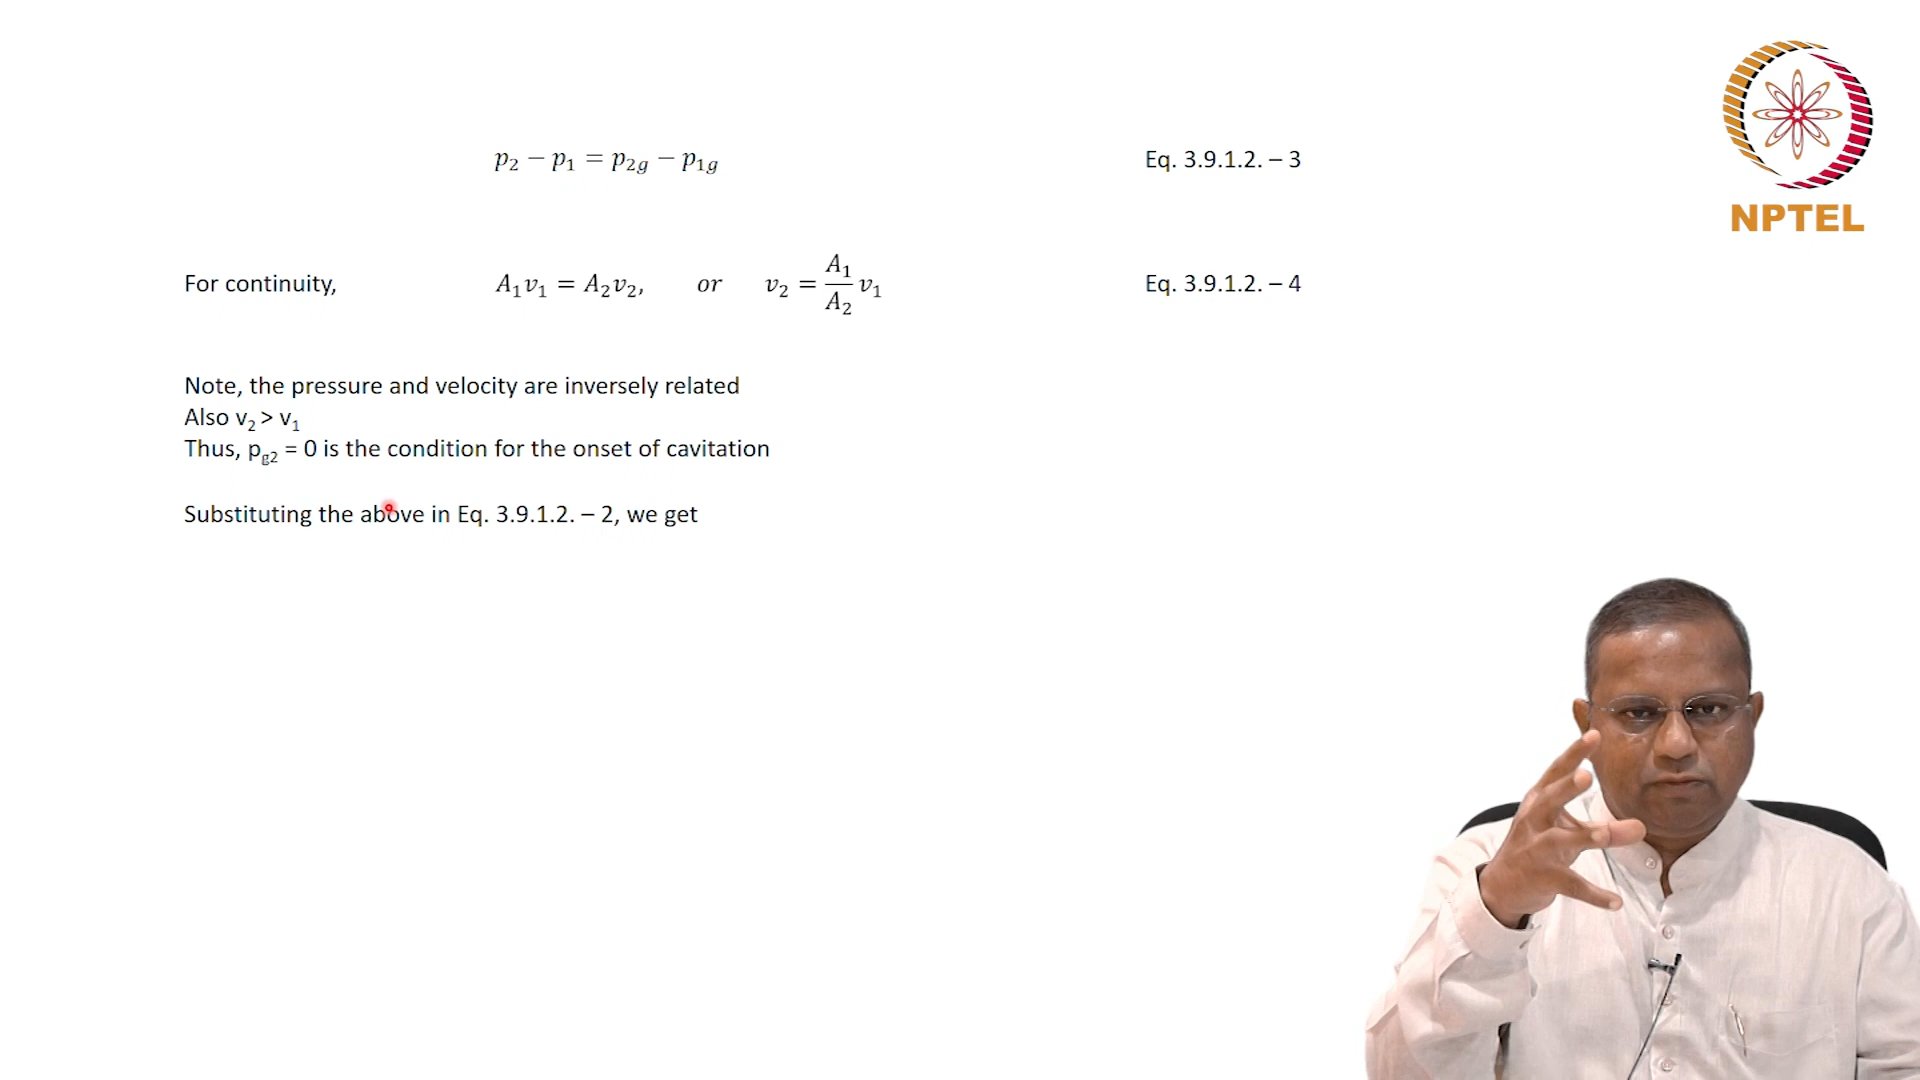 p₂ − p₁ = p₂g − p₁g Eq. 3.9.1.2. – 3
For continuity, A₁v₁ = A₂v₂, or v₂ = A₁/A₂ v₁ Eq. 3.9.1.2. – 4
Note, the pressure and velocity are inversely related
Also v₂ > v₁
Thus, pg2 = 0 is the condition for the onset of cavitation
Substituting the above in Eq. 3.9.1.2. – 2, we get
NPTEL